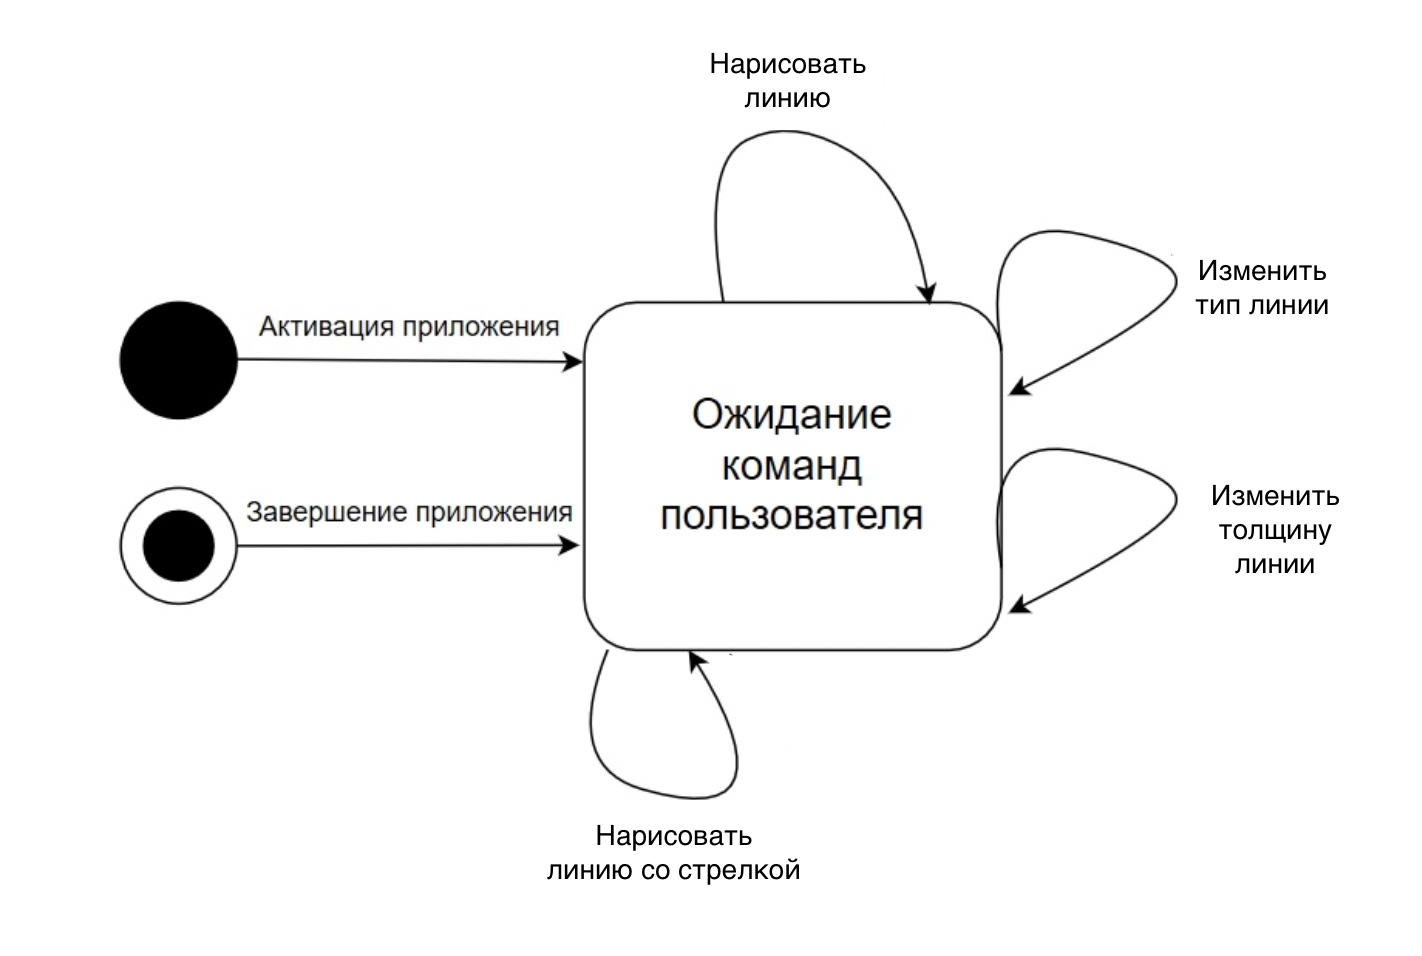 Нарисовать
линию
Изменить
тип линии
Активация приложения
Ожидание
команд
пользователя
Завершение приложения
Изменить
толщину
линии
Нарисовать
линию со стрелкой